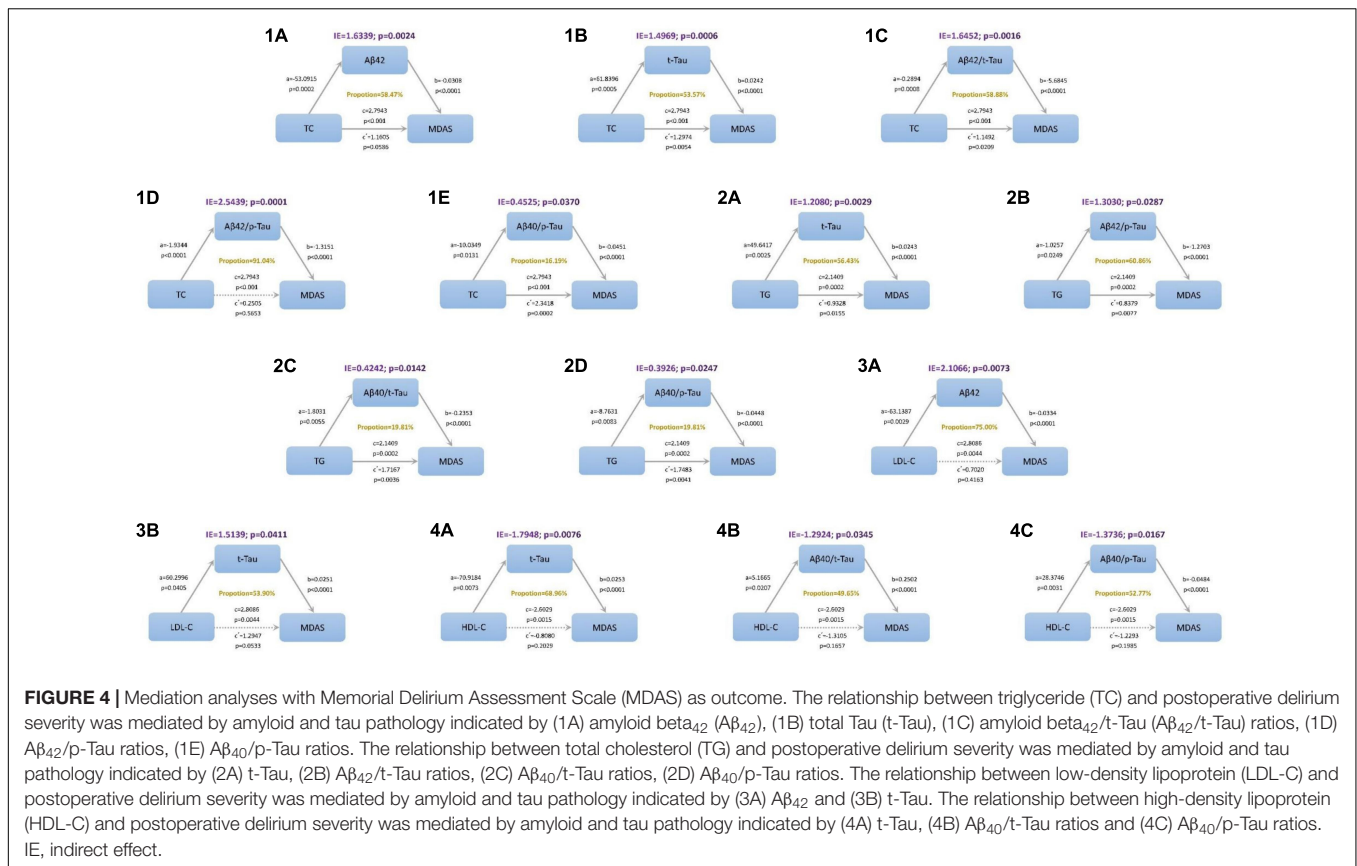 1A
IE=1.6339; p=0.0024
Aβ42
a=-53.0915
p=0.0002
b=-0.0308
p<0.0001
Propotion=58.47%
c=2.7943
p<0.001
TC
MDAS
c'=1.1605
p=0.0586
1B
IE=1.4969; p=0.0006
t-Tau
a=61.8396
p=0.0005
b=0.0242
p<0.0001
Propotion=53.57%
c=2.7943
p<0.001
TC
MDAS
c'=1.2974
p=0.0054
1C
IE=1.6452; p=0.0016
Aβ42/t-Tau
a=-0.2894
p=0.0008
b=-5.6845
p<0.0001
Propotion=58.88%
c=2.7943
p<0.001
TC
MDAS
c'=1.1492
p=0.0209
1D
IE=2.5439; p=0.0001
Aβ42/p-Tau
a=-1.9344
p<0.0001
b=-1.3151
p<0.0001
Propotion=91.04%
c=2.7943
p<0.001
TC
MDAS
c'=0.2505
p=0.5653
1E
IE=0.4525; p=0.0370
Aβ40/p-Tau
a=-10.0349
p=0.0131
b=-0.0451
p<0.0001
Propotion=16.19%
c=2.7943
p<0.001
TC
MDAS
c'=2.3418
p=0.0002
2A
IE=1.2080; p=0.0029
t-Tau
a=49.6417
p=0.0025
b=0.0243
p<0.0001
Propotion=56.43%
c=2.1409
p=0.0002
TG
MDAS
c'=0.9328
p=0.0155
2B
IE=1.3030; p=0.0287
Aβ42/p-Tau
a=-1.0257
p=0.0249
b=-1.2703
p<0.0001
Propotion=60.86%
c=2.1409
p=0.0002
TG
MDAS
c'=0.8379
p=0.0077
2C
IE=0.4242; p=0.0142
Aβ40/t-Tau
a=-1.8031
p=0.0055
b=-0.2353
p<0.0001
Propotion=19.81%
c=2.1409
p=0.0002
TG
MDAS
c'=1.7167
p=0.0036
2D
IE=0.3926; p=0.0247
Aβ40/p-Tau
a=-8.7631
p=0.0083
b=-0.0448
p<0.0001
Propotion=19.81%
c=2.1409
p=0.0002
TG
MDAS
c'=1.7483
p=0.0041
3A
IE=2.1066; p=0.0073
Aβ42
a=-63.1387
p=0.0029
b=-0.0334
p<0.0001
Propotion=75.00%
c=2.8086
p=0.0044
LDL-C
MDAS
c'=0.7020
p=0.4163
3B
IE=1.5139; p=0.0411
t-Tau
a=60.2996
p=0.0405
b=0.0251
p<0.0001
Propotion=53.90%
c=2.8086
p=0.0044
LDL-C
MDAS
c'=1.2947
p=0.0533
4A
IE=-1.7948; p=0.0076
t-Tau
a=-70.9184
p=0.0073
b=0.0253
p<0.0001
Propotion=68.96%
c=-2.6029
p=0.0015
HDL-C
MDAS
c'=-0.8080
p=0.2029
4B
IE=-1.2924; p=0.0345
Aβ40/t-Tau
a=5.1665
p=0.0207
b=0.2502
p<0.0001
Propotion=49.65%
c=-2.6029
p=0.0015
HDL-C
MDAS
c'=-1.3105
p=0.1657
4C
IE=-1.3736; p=0.0167
Aβ40/p-Tau
a=28.3746
p=0.0031
b=-0.0484
p<0.0001
Propotion=52.77%
c=-2.6029
p=0.0015
HDL-C
MDAS
c'=-1.2293
p=0.1985
FIGURE 4 | Mediation analyses with Memorial Delirium Assessment Scale (MDAS) as outcome. The relationship between triglyceride (TC) and postoperative delirium
severity was mediated by amyloid and tau pathology indicated by (1A) amyloid beta₄₂ (Aβ₄₂), (1B) total Tau (t-Tau), (1C) amyloid beta₄₂/t-Tau (Aβ₄₂/t-Tau) ratios, (1D)
Aβ₄₂/p-Tau ratios, (1E) Aβ₄₀/p-Tau ratios. The relationship between total cholesterol (TG) and postoperative delirium severity was mediated by amyloid and tau
pathology indicated by (2A) t-Tau, (2B) Aβ₄₂/t-Tau ratios, (2C) Aβ₄₀/t-Tau ratios, (2D) Aβ₄₀/p-Tau ratios. The relationship between low-density lipoprotein (LDL-C) and
postoperative delirium severity was mediated by amyloid and tau pathology indicated by (3A) Aβ₄₂ and (3B) t-Tau. The relationship between high-density lipoprotein
(HDL-C) and postoperative delirium severity was mediated by amyloid and tau pathology indicated by (4A) t-Tau, (4B) Aβ₄₀/t-Tau ratios and (4C) Aβ₄₀/p-Tau ratios.
IE, indirect effect.